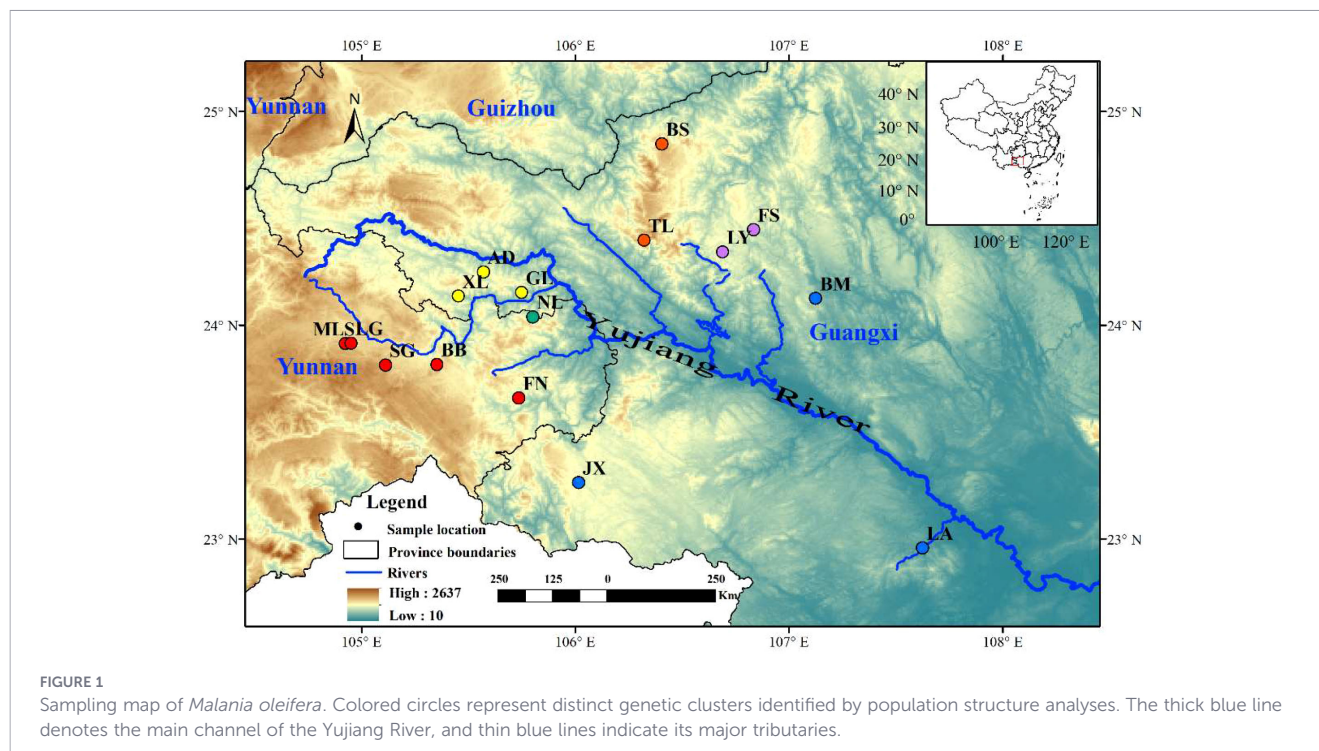 105° E 106° E 107° E 108° E
25° N
24° N
23° N
Yunnan
N
Guizhou
BS
TL
LY
FS
AD
XL
GL
NL
BM
Guangxi
MLSLG
SG
BB
Yunnan
FN
JX
LA
Yujiang River
40° N
30° N
20° N
10° N
0°
100° E 120° E
25° N
24° N
23° N
Legend
Sample location
Province boundaries
Rivers
High : 2637
Low : 10
250 125 0 250
Km
105° E 106° E 107° E 108° E
FIGURE 1
Sampling map of Malania oleifera. Colored circles represent distinct genetic clusters identified by population structure analyses. The thick blue line
denotes the main channel of the Yujiang River, and thin blue lines indicate its major tributaries.